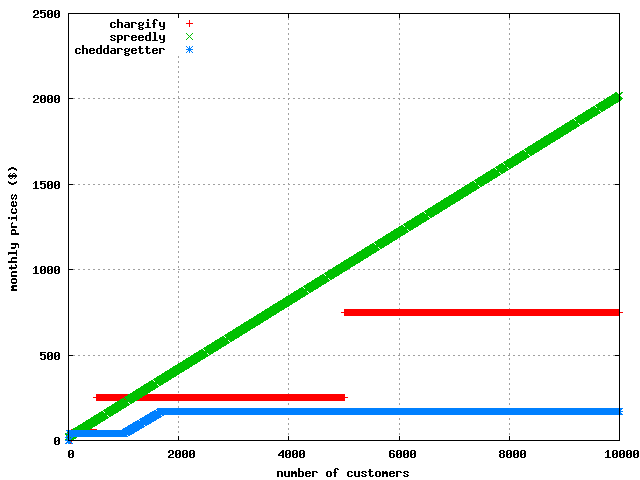 2500
2000
1500
1000
500
0
monthly prices ($)
chargify
spreedly
cheddargetter
0 2000 4000 6000 8000 10000
number of customers